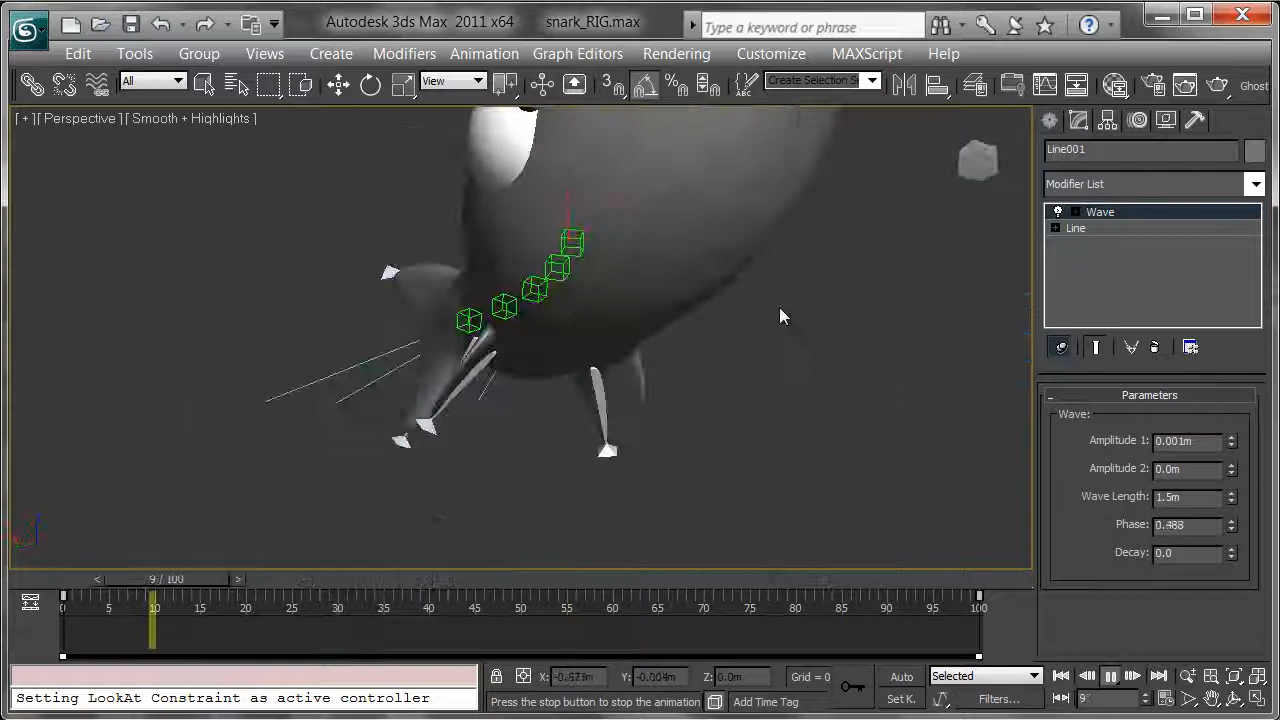 Autodesk 3ds Max 2011 x64 snark_RIG.max Type a keyword or phrase
Edit Tools Group Views Create Modifiers Animation Graph Editors Rendering Customize MAXScript Help
All View 3 Create Selection Se Ghost
[ + ][ Perspective ][ Smooth + Highlights ]
Line001
Modifier List
Wave
Line
Parameters
Wave:
Amplitude 1: 0.001m
Amplitude 2: 0.0m
Wave Length: 1.5m
Phase: 0.488
Decay: 0.0
< 9 / 100 >
0 5 10 15 20 25 30 35 40 45 50 55 60 65 70 75 80 85 90 95 100
X: Y: Z: 0.0m Grid = 0 Auto Selected
Setting LookAt Constraint as active controller
Press the stop button to stop the animation Add Time Tag Set K. Filters... 9